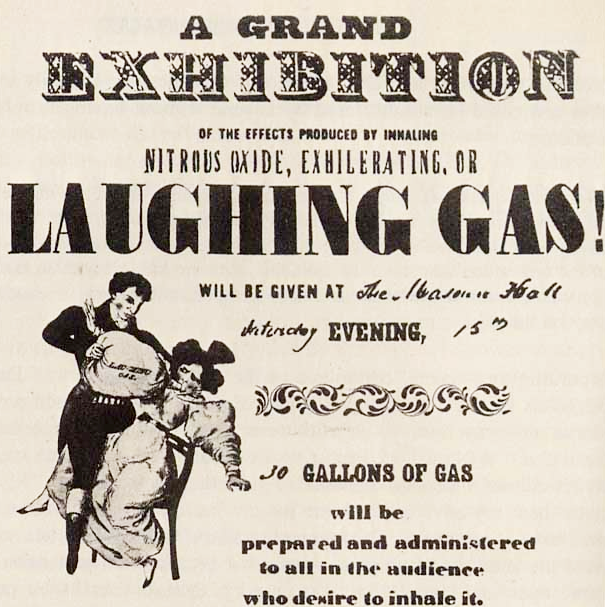 A GRAND
EXHIBITION
OF THE EFFECTS PRODUCED BY INHALING
NITROUS OXIDE, EXHILERATING, OR
LAUGHING GAS!
WILL BE GIVEN AT The Masonic Hall
Saturday EVENING, 15th
LAUGHING
GAS.
30 GALLONS OF GAS
will be
prepared and administered
to all in the audience
who desire to inhale it.